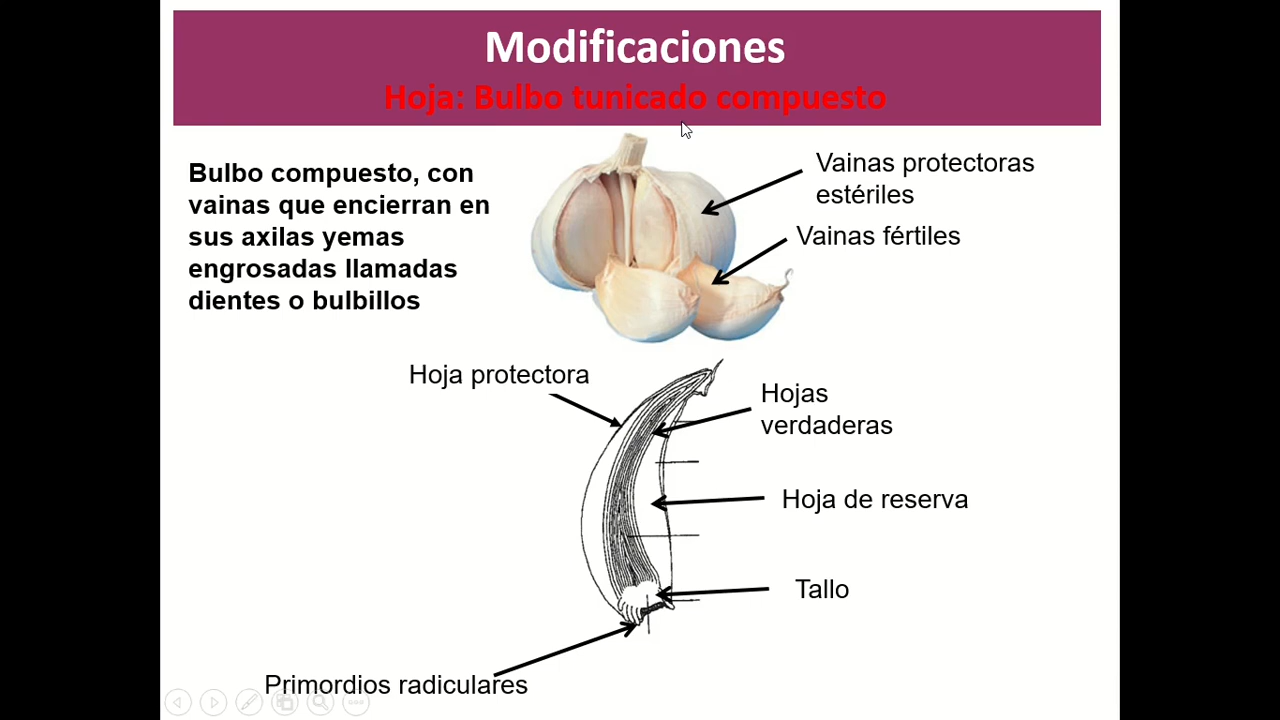 Modificaciones
Hoja: Bulbo tunicado compuesto
Bulbo compuesto, con
vainas que encierran en
sus axilas yemas
engrosadas llamadas
dientes o bulbillos
Vainas protectoras
estériles
Vainas fértiles
Hoja protectora
Hojas
verdaderas
Hoja de reserva
Tallo
Primordios radiculares